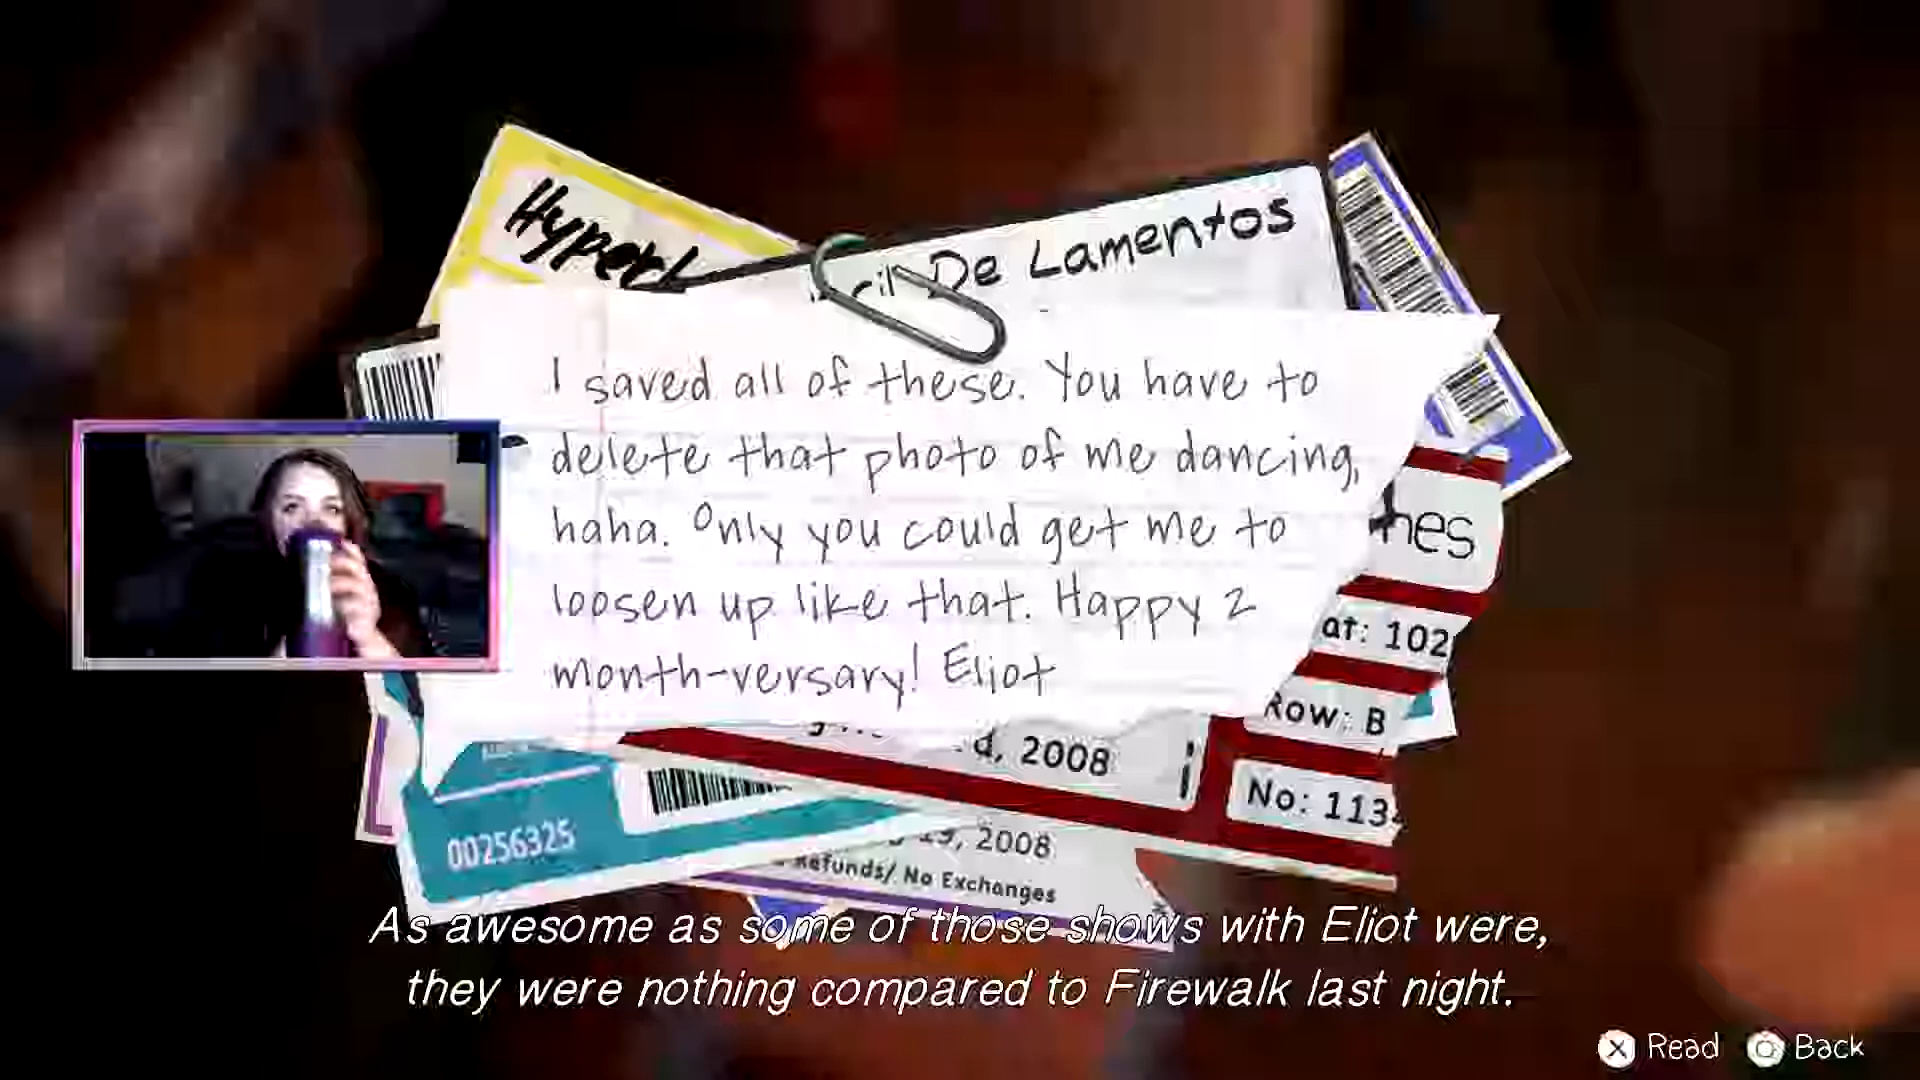 De Lamentos
I saved all of these. You have to
delete that photo of me dancing,
haha. Only you could get me to
loosen up like that. Happy 2
month-versary! Eliot
102
Row: B
2008
No: 113
00256325
2008
Refunds/ No Exchanges
As awesome as some of those shows with Eliot were,
they were nothing compared to Firewalk last night.
Read Back